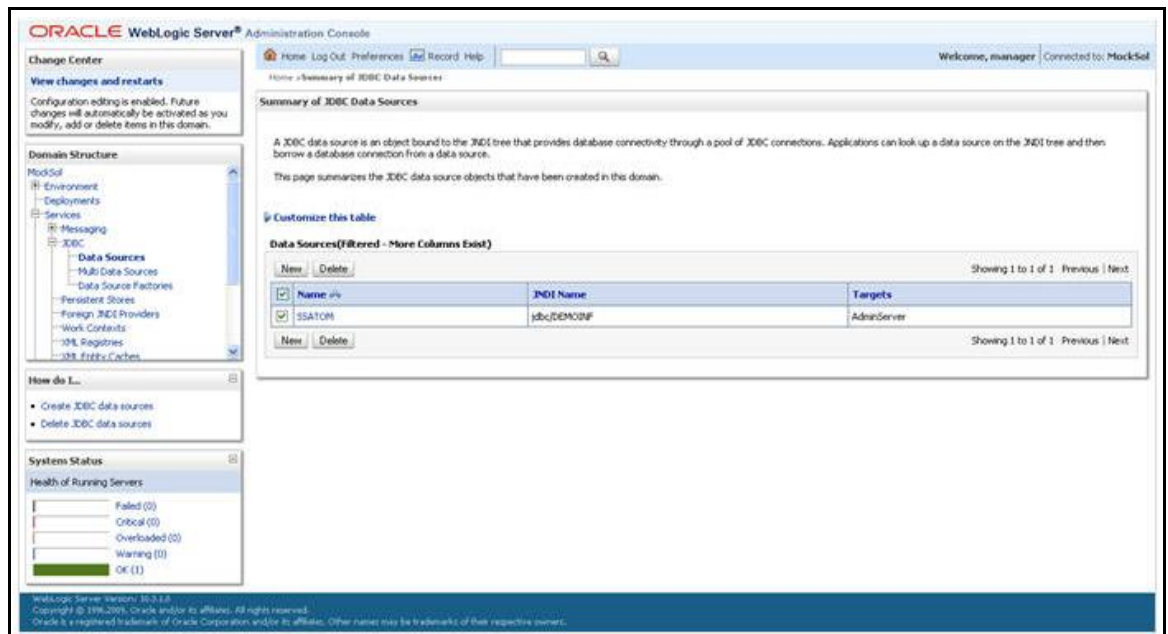 ORACLE WebLogic Server® Administration Console
Change Center
View changes and restarts
Configuration editing is enabled. Future
changes will automatically be activated as you
modify, add or delete items in this domain.
Domain Structure
MockSol
Environment
Deployments
Services
Messaging
JDBC
Data Sources
Multi Data Sources
Data Source Factories
Persistent Stores
Foreign JNDI Providers
Work Contexts
XML Registries
XML Entity Caches
How do I...
Create JDBC data sources
Delete JDBC data sources
System Status
Health of Running Servers
Failed (0)
Critical (0)
Overloaded (0)
Warning (0)
OK (1)
Home Log Out Preferences Record Help
Welcome, manager Connected to: MockSol
Home >Summary of JDBC Data Sources
Summary of JDBC Data Sources
A JDBC data source is an object bound to the JNDI tree that provides database connectivity through a pool of JDBC connections. Applications can look up a data source on the JNDI tree and then
borrow a database connection from a data source.
This page summarizes the JDBC data source objects that have been created in this domain.
Customize this table
Data Sources(Filtered - More Columns Exist)
New Delete Showing 1 to 1 of 1 Previous | Next
Name JNDI Name Targets
SSATOM jdbc/DEMOINF AdminServer
New Delete Showing 1 to 1 of 1 Previous | Next
WebLogic Server Version: 10.3.1.0
Copyright © 1996,2009, Oracle and/or its affiliates. All rights reserved.
Oracle is a registered trademark of Oracle Corporation and/or its affiliates. Other names may be trademarks of their respective owners.